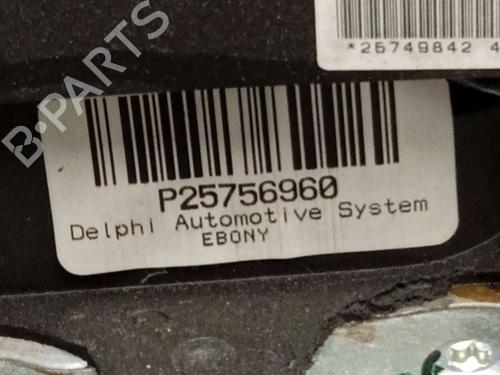 *25749842 4
P25756960
Delphi Automotive System
EBONY
B-PARTS